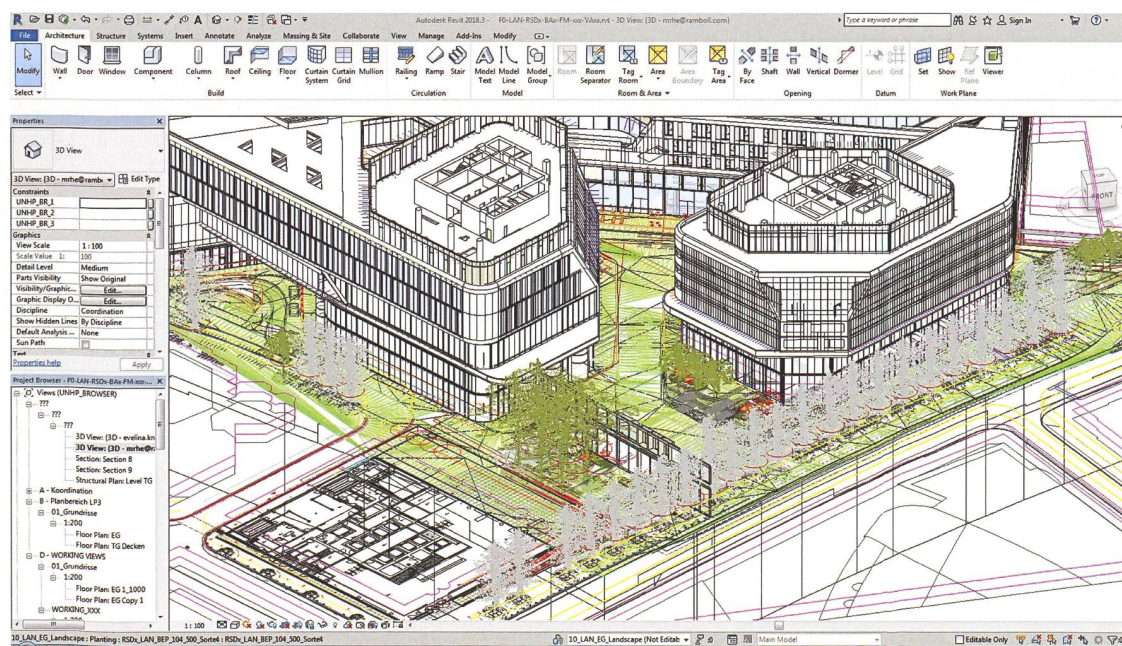 Autodesk Revit 2018.3 - F0-LAN-RSDx-BAx-FM-xxx-VAxx.rvt - 3D View: {3D - mrhe@ramboll.com}
Type a keyword or phrase
Sign In
File Architecture Structure Systems Insert Annotate Analyze Massing & Site Collaborate View Manage Add-Ins Modify
Modify Wall Door Window Component Column Roof Ceiling Floor Curtain System Curtain Grid Mullion Railing Ramp Stair Model Text Model Line Model Group Room Room Separator Tag Room Area Area Boundary Tag Area By Face Shaft Wall Vertical Dormer Level Grid Set Show Ref Plane Viewer
Select Build Circulation Model Room & Area Opening Datum Work Plane
Properties
3D View
3D View: {3D - mrhe@rambo Edit Type
Constraints
UNHP_BR_1
UNHP_BR_2
UNHP_BR_3
Graphics
View Scale 1 : 100
Scale Value 1: 100
Detail Level Medium
Parts Visibility Show Original
Visibility/Graphic... Edit...
Graphic Display O... Edit...
Discipline Coordination
Show Hidden Lines By Discipline
Default Analysis ... None
Sun Path
Text
Properties help Apply
Project Browser - F0-LAN-RSDx-BAx-FM-xxx-...
Views (UNHP_BROWSER)
???
???
???
3D View: {3D - evelina.kn
3D View: {3D - mrhe@r
Section: Section 8
Section: Section 9
Structural Plan: Level TG
A - Koordination
B - Planbereich LP3
01_Grundrisse
1:200
Floor Plan: EG
Floor Plan: TG Decken
D - WORKING VIEWS
01_Grundrisse
1:200
Floor Plan: EG 1_1000
Floor Plan: EG Copy 1
WORKING_XXX
FRONT
1 : 100
10_LAN_EG_Landscape : Planting : RSDx_LAN_BEP_104_500_Sorte4 : RSDx_LAN_BEP_104_500_Sorte4
10_LAN_EG_Landscape (Not Editab
:0
Main Model
Editable Only